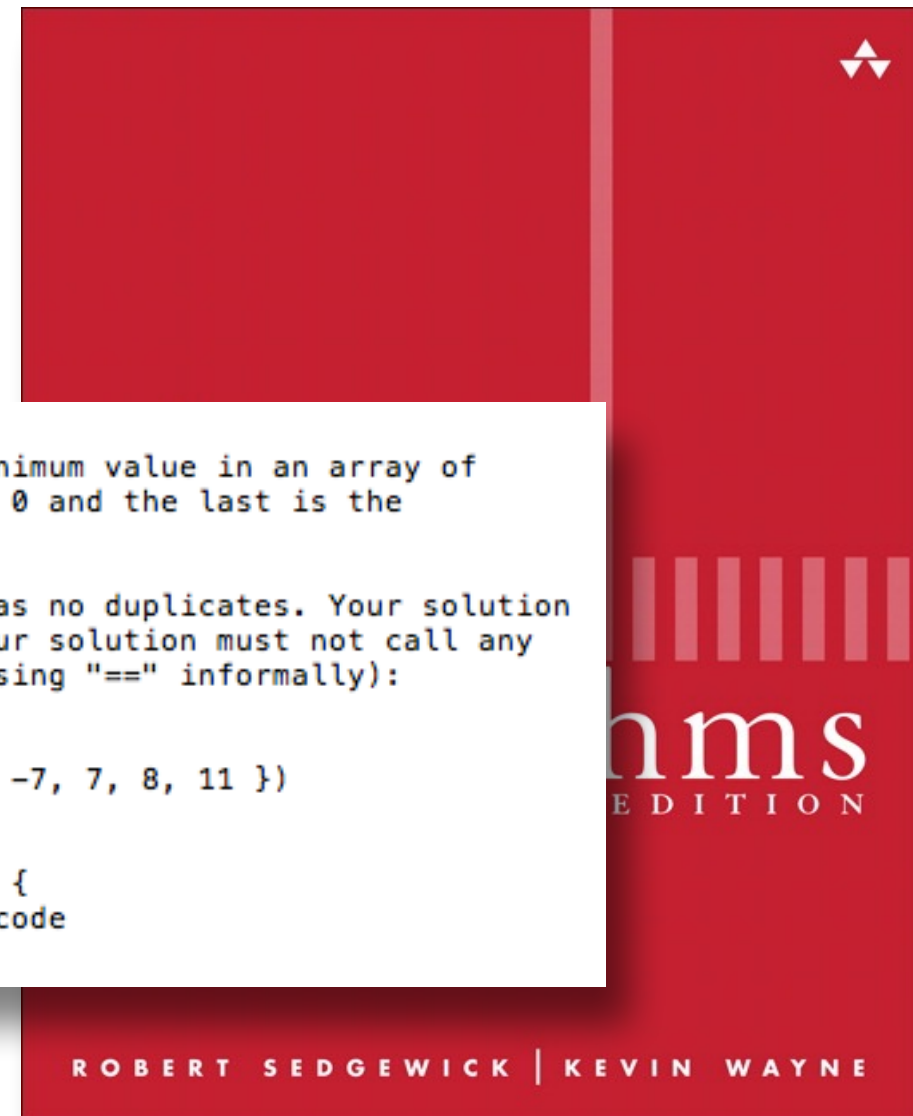 nimum value in an array of
0 and the last is the
as no duplicates. Your solution
ur solution must not call any
sing "==" informally):
-7, 7, 8, 11 })
{
code
hms
EDITION
ROBERT SEDGEWICK | KEVIN WAYNE